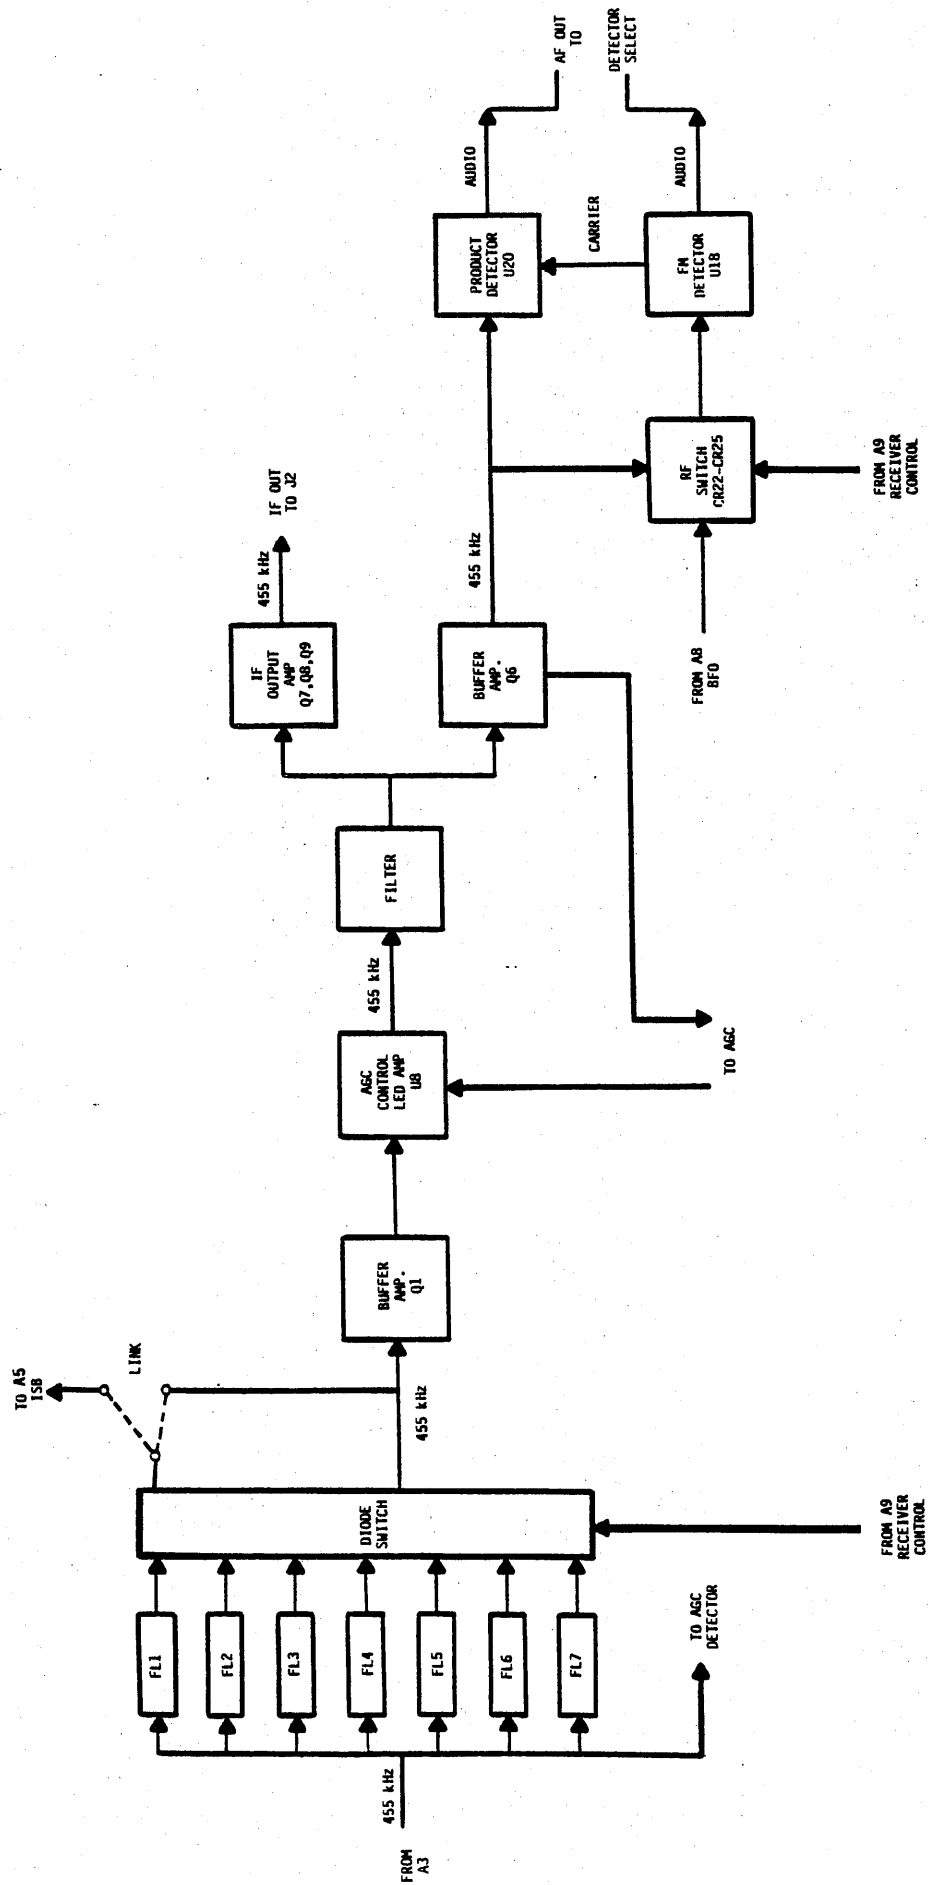 FROM
A3
455 kHz
FL1
FL2
FL3
FL4
FL5
FL6
FL7
TO AGC
DETECTOR
DIODE
SWITCH
FROM A9
RECEIVER
CONTROL
TO A5
ISB
LINK
455 kHz
BUFFER
AMP.
Q1
AGC
CONTROL
LED AMP
U8
TO AGC
455 kHz
FILTER
IF
OUTPUT
AMP
Q7,Q8,Q9
455 kHz
IF OUT
TO J2
BUFFER
AMP.
Q6
455 kHz
FROM A8
BFO
RF
SWITCH
CR22-CR25
FROM A9
RECEIVER
CONTROL
PRODUCT
DETECTOR
U20
CARRIER
FM
DETECTOR
U18
AUDIO
AUDIO
AF OUT
TO
DETECTOR
SELECT